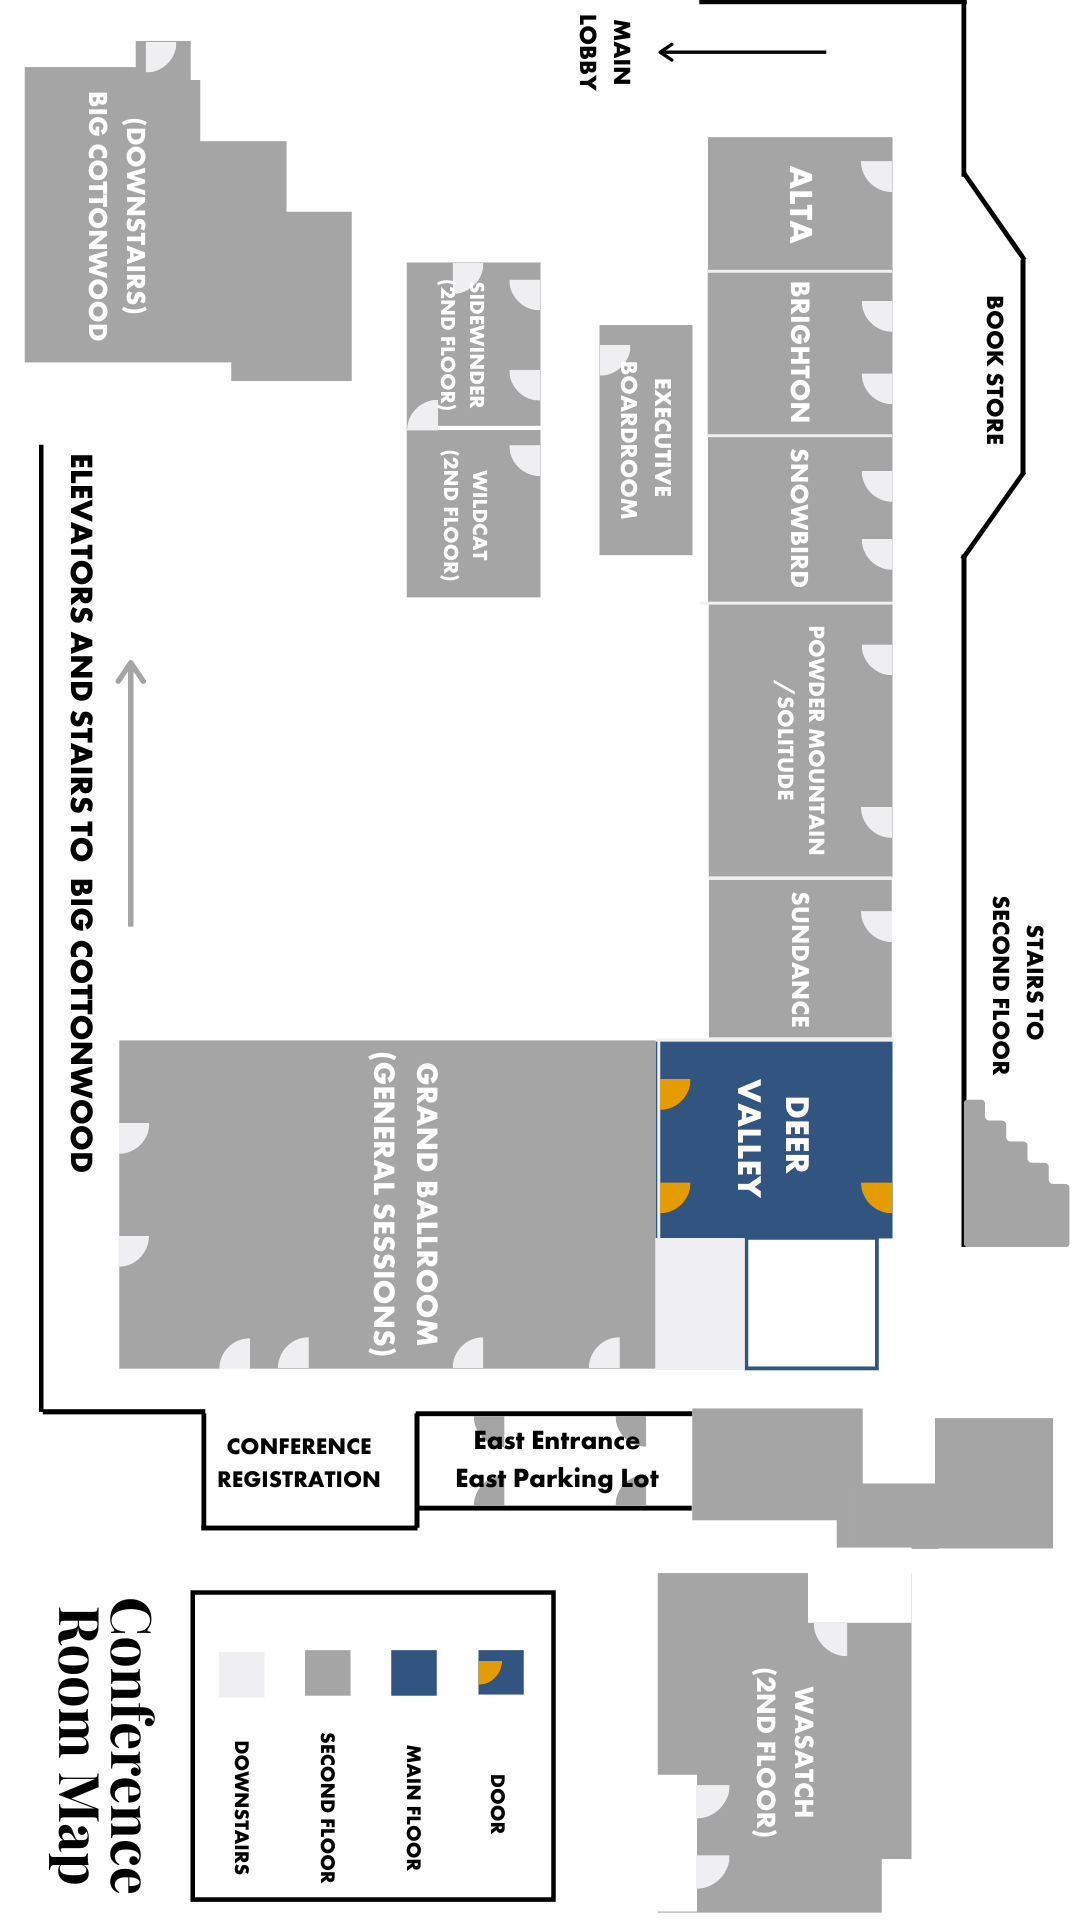 STAIRS TO
SECOND FLOOR
BOOK STORE
MAIN
LOBBY
ALTA
BRIGHTON
SNOWBIRD
POWDER MOUNTAIN
/SOLITUDE
SUNDANCE
DEER
VALLEY
EXECUTIVE
BOARDROOM
SIDEWINDER
(2ND FLOOR)
WILDCAT
(2ND FLOOR)
GRAND BALLROOM
(GENERAL SESSIONS)
(DOWNSTAIRS)
BIG COTTONWOOD
ELEVATORS AND STAIRS TO BIG COTTONWOOD
CONFERENCE
REGISTRATION
East Entrance
East Parking Lot
WASATCH
(2ND FLOOR)
DOOR
MAIN FLOOR
SECOND FLOOR
DOWNSTAIRS
Conference
Room Map